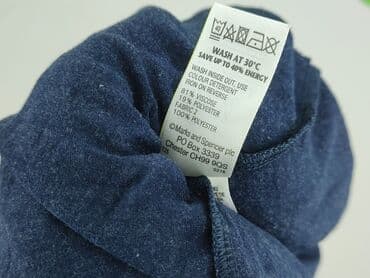 WASH AT 30°C
SAVE UP TO 40% ENERGY
WASH INSIDE OUT. USE
COLOUR DETERGENT
IRON ON REVERSE
81% VISCOSE
19% POLYESTER
FABRIC 2
100% POLYESTER
©Marks and Spencer plc
PO Box 3339
Chester CH99 9QS
0216